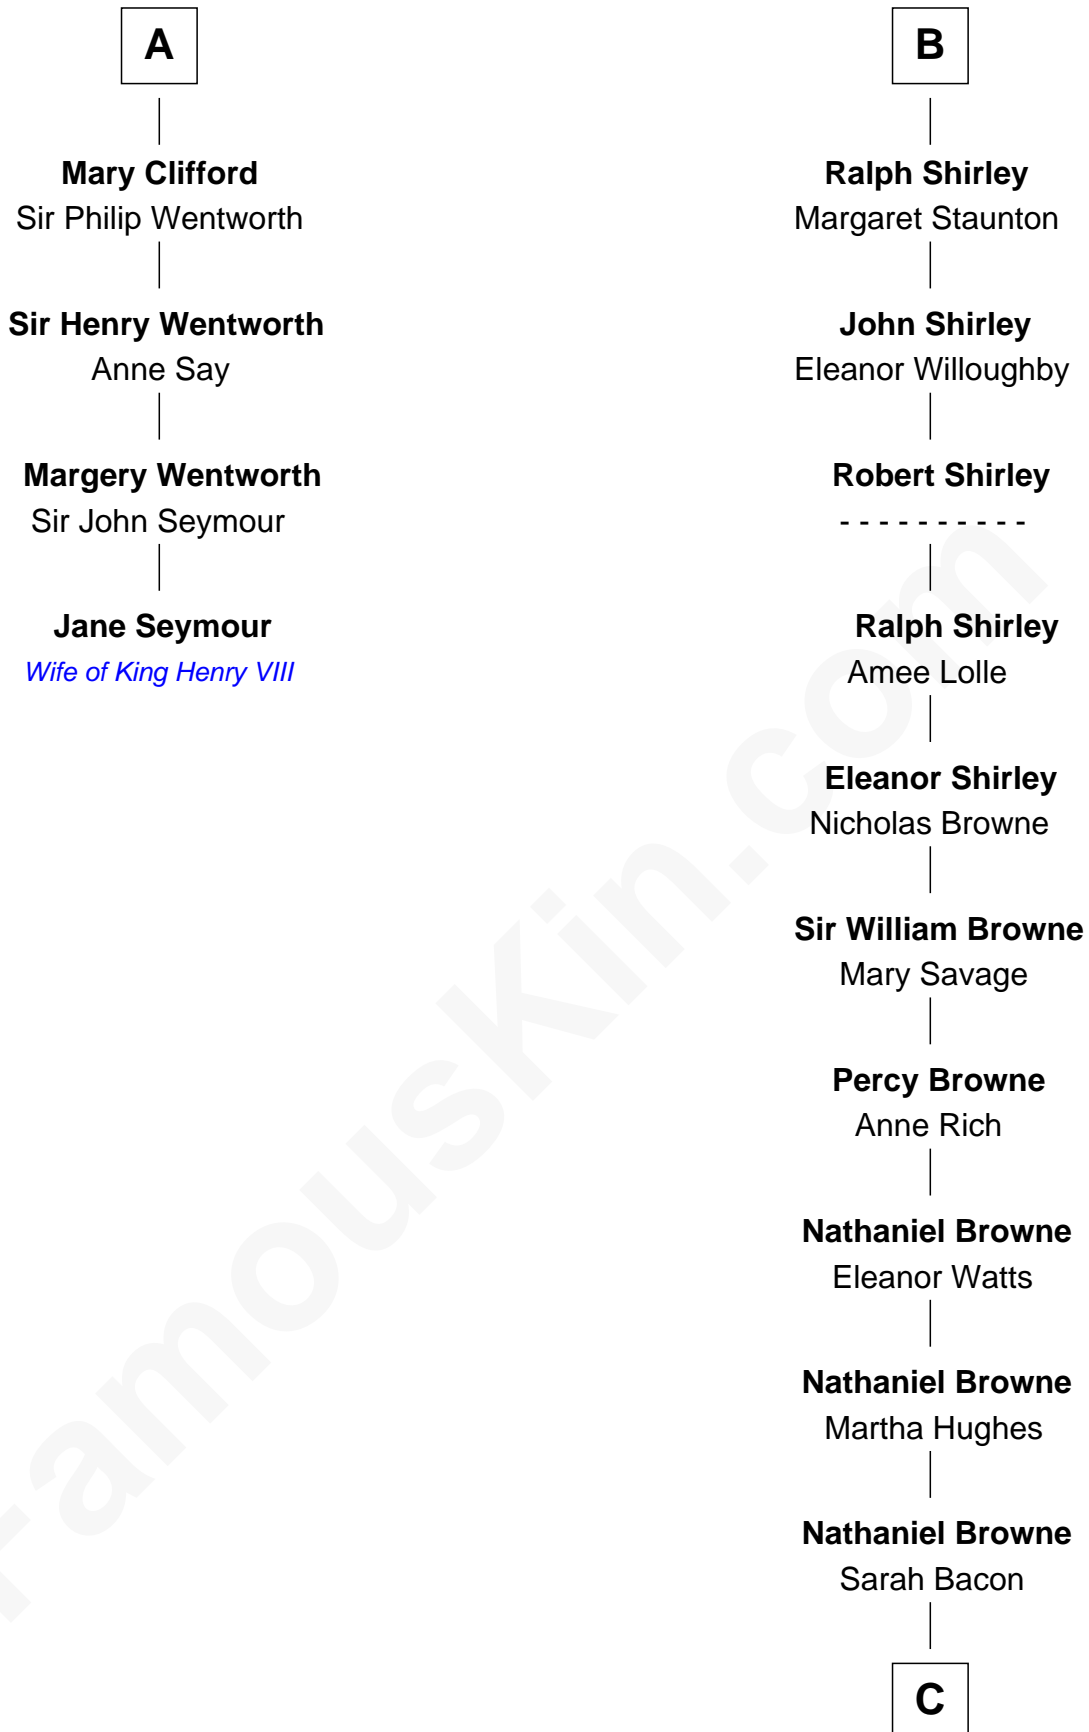 A
Mary Clifford
Sir Philip Wentworth
Sir Henry Wentworth
Anne Say
Margery Wentworth
Sir John Seymour
Jane Seymour
Wife of King Henry VIII
B
Ralph Shirley
Margaret Staunton
John Shirley
Eleanor Willoughby
Robert Shirley
- - - - - - - - - -
Ralph Shirley
Amee Lolle
Eleanor Shirley
Nicholas Browne
Sir William Browne
Mary Savage
Percy Browne
Anne Rich
Nathaniel Browne
Eleanor Watts
Nathaniel Browne
Martha Hughes
Nathaniel Browne
Sarah Bacon
C
FamousKin.com